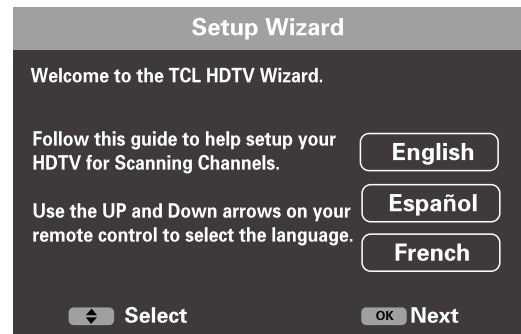 Setup Wizard
Welcome to the TCL HDTV Wizard.
Follow this guide to help setup your
HDTV for Scanning Channels.
Use the UP and Down arrows on your
remote control to select the language.
English
Español
French
Select
OK Next